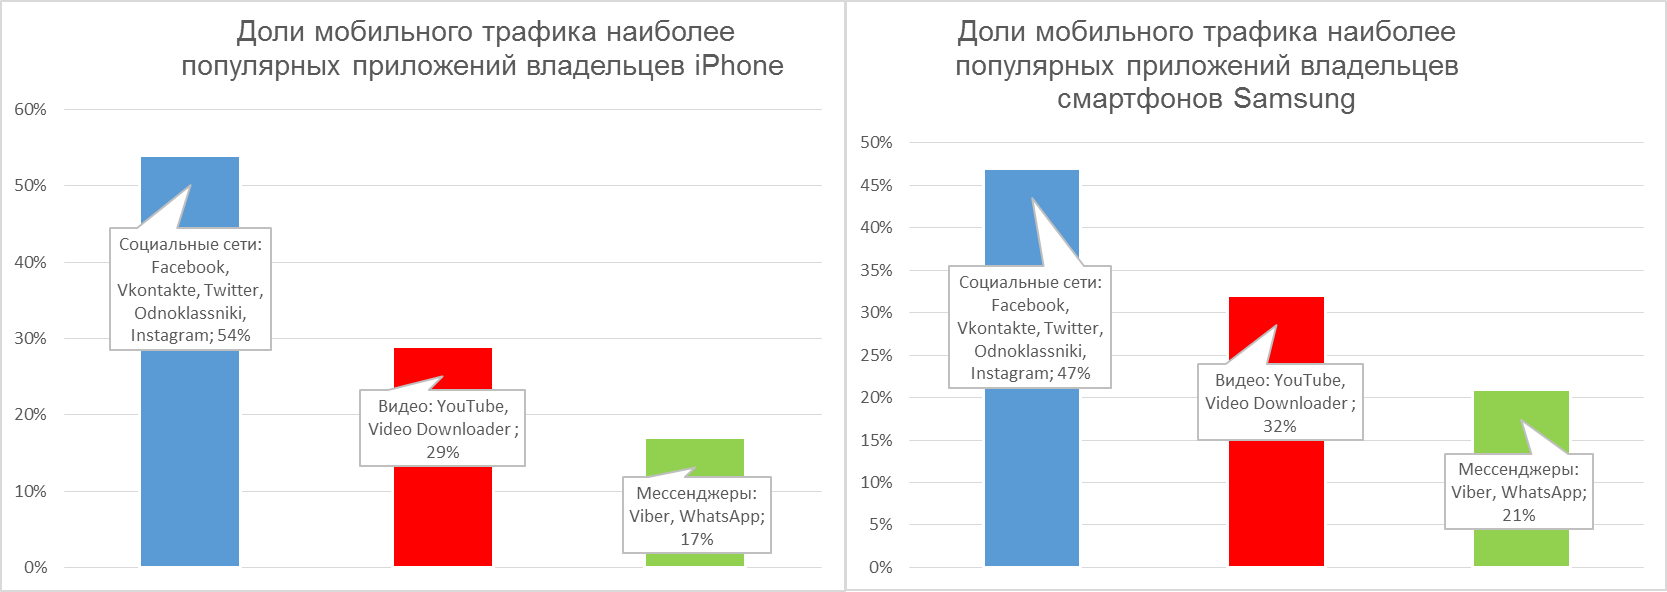 Доли мобильного трафика наиболее
популярных приложений владельцев iPhone
60%
50%
40%
30%
20%
10%
0%
Социальные сети:
Facebook,
Vkontakte, Twitter,
Odnoklassniki,
Instagram; 54%
Видео: YouTube,
Video Downloader ;
29%
Мессенджеры:
Viber, WhatsApp;
17%
Доли мобильного трафика наиболее
популярных приложений владельцев
смартфонов Samsung
50%
45%
40%
35%
30%
25%
20%
15%
10%
5%
0%
Социальные сети:
Facebook,
Vkontakte, Twitter,
Odnoklassniki,
Instagram; 47%
Видео: YouTube,
Video Downloader ;
32%
Мессенджеры:
Viber, WhatsApp;
21%